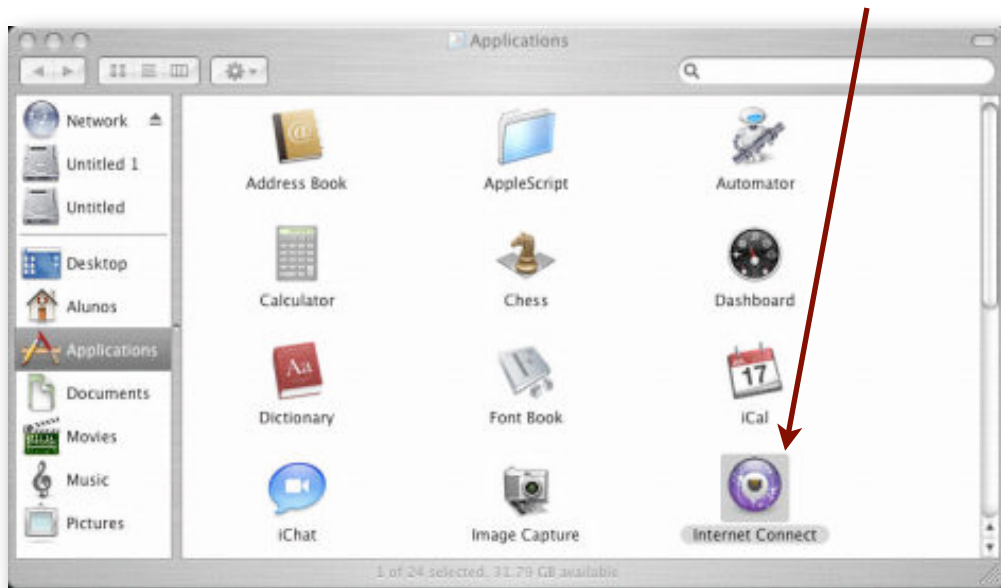 Applications
Network
Untitled 1
Untitled
Desktop
Alunos
Applications
Documents
Movies
Music
Pictures
@
Address Book
AppleScript
Automator
Calculator
Chess
Dashboard
Aa
Dictionary
Font Book
17
iCal
iChat
Image Capture
Internet Connect
1 of 24 selected, 31.79 GB available